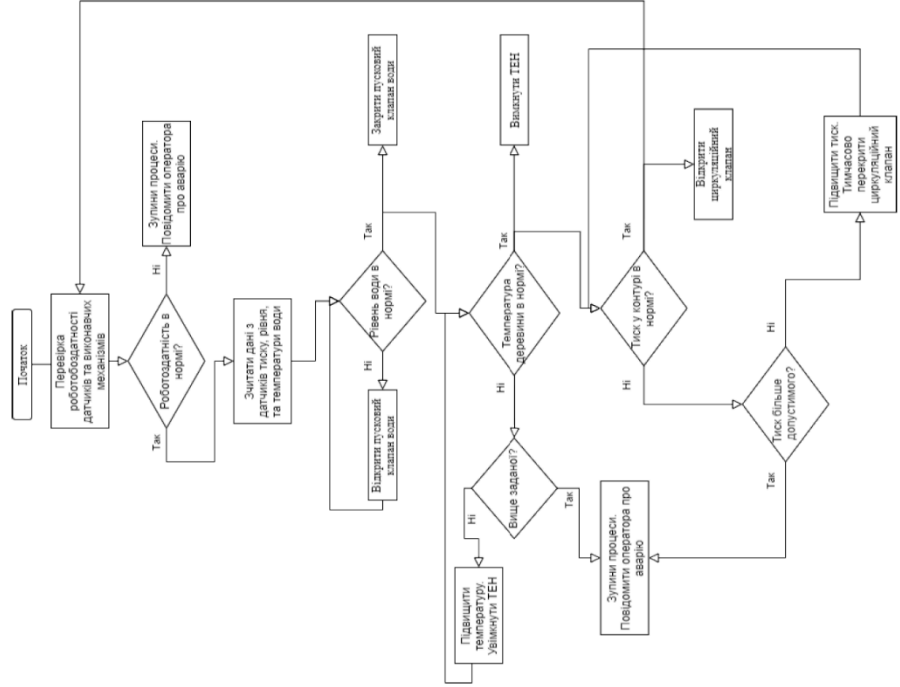 Початок
Перевірка
роботобоздатності
датчиків та виконавчих
механізмів
Роботоздатність в
нормі?
Ні
Зупини процеси.
Повідомити оператора
про аварію
Так
Зчитати дані з
датчиків тиску, рівня,
та температури води
Рівень води в
нормі?
Так
Закрити пусковий
клапан води
Ні
Відкрити пусковий
клапан води
Температура
деревини в нормі?
Так
Вимкнути ТЕН
Ні
Вище заданої?
Ні
Підвищити
температуру.
Увімкнути ТЕН
Так
Зупини процеси.
Повідомити оператора про
аварію
Тиск у контурі в
нормі?
Так
Відкрити
циркуляційний
клапан
Ні
Тиск більше
допустимого?
Ні
Підвищити тиск.
Тимчасово
перекрити
циркуляційний
клапан
Так